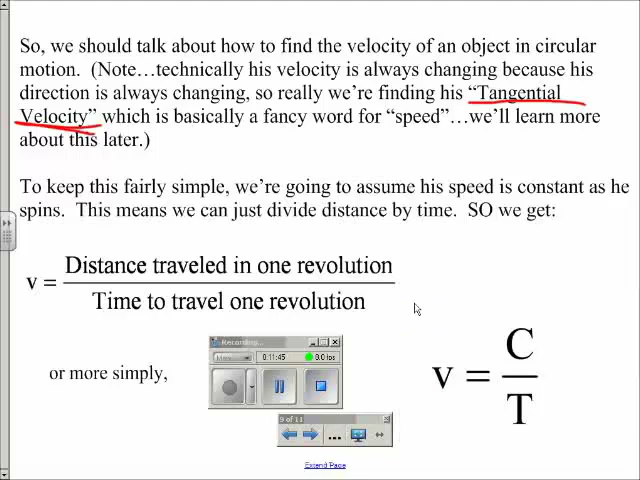 So, we should talk about how to find the velocity of an object in circular
motion. (Note…technically his velocity is always changing because his
direction is always changing, so really we're finding his “Tangential
Velocity” which is basically a fancy word for “speed”…we'll learn more
about this later.)
To keep this fairly simple, we're going to assume his speed is constant as he
spins. This means we can just divide distance by time. SO we get:
v = Distance traveled in one revolution
Time to travel one revolution
or more simply,
Recording...
0:11:45
v = C
T
9 of 11
Extend Page